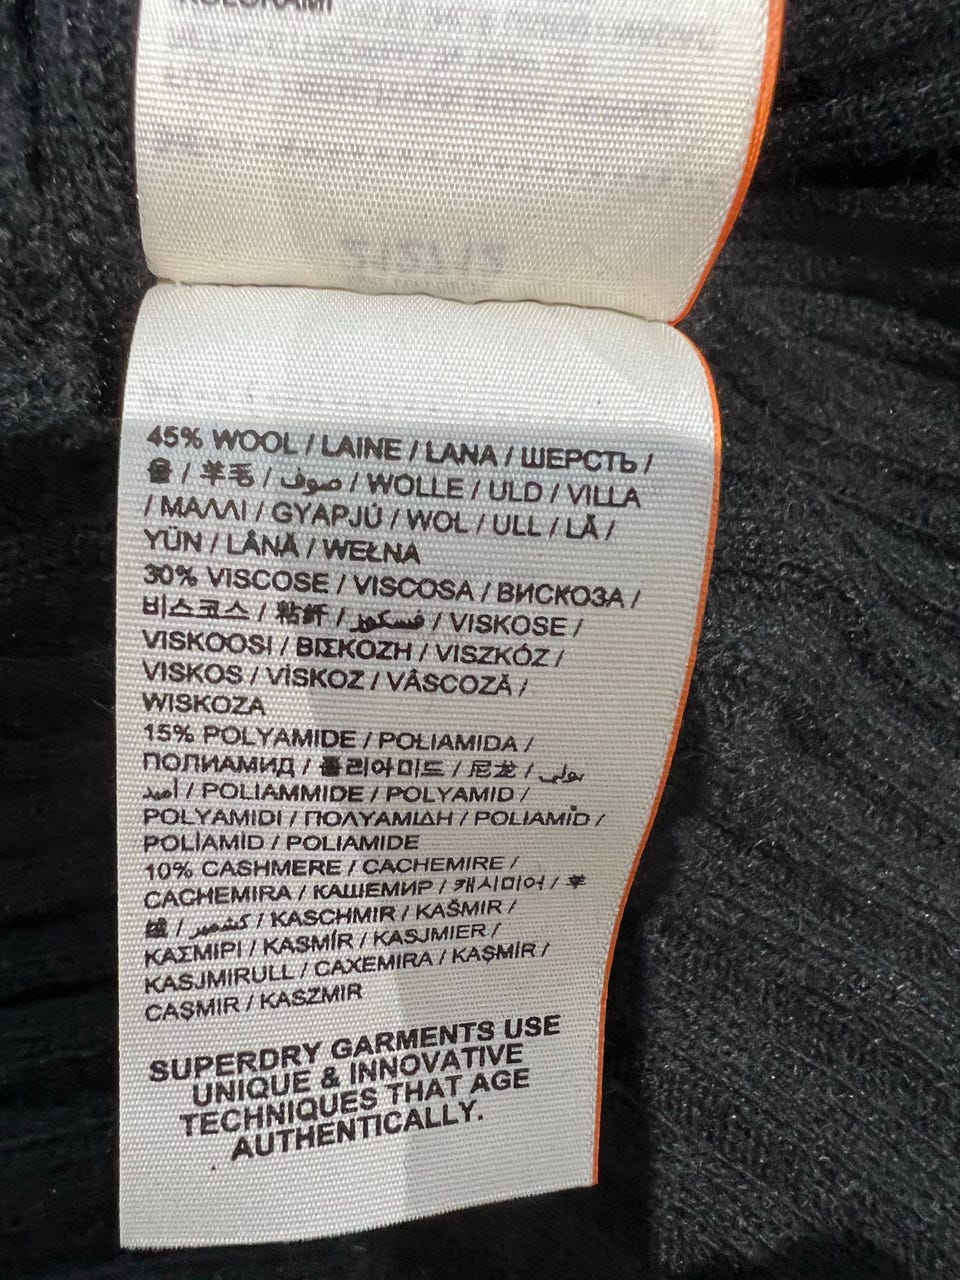 45% WOOL / LAINE / LANA / ШЕРСТЬ /
울 / 羊毛 / صوف / WOLLE / ULD / VILLA
/ ΜΑΛΛΙ / GYAPJÚ / WOL / ULL / LÃ /
YÜN / LÂNĂ / WEŁNA
30% VISCOSE / VISCOSA / ВИСКОЗА /
비스코스 / 粘纤 / فسكوز / VISKOSE /
VISKOOSI / ΒΙΣΚΟΖΗ / VISZKÓZ /
VISKOS / VİSKOZ / VÂSCOZĂ /
WISKOZA
15% POLYAMIDE / POLIAMIDA /
ПОЛИАМИД / 폴리아미드 / 尼龙 / بولي
أميد / POLIAMMIDE / POLYAMID /
POLYAMIDI / ΠΟΛΥΑΜΙΔΗ / POLIAMID /
POLİAMİD / POLIAMIDE
10% CASHMERE / CACHEMIRE /
CACHEMIRA / КАШЕМИР / 캐시미어 / 羊
绒 / كشمير / KASCHMIR / KAŠMIR /
ΚΑΣΜΙΡΙ / KASMÍR / KASJMIER /
KASJMIRULL / CAXEMIRA / KAŞMİR /
CAŞMIR / KASZMIR
SUPERDRY GARMENTS USE
UNIQUE & INNOVATIVE
TECHNIQUES THAT AGE
AUTHENTICALLY.